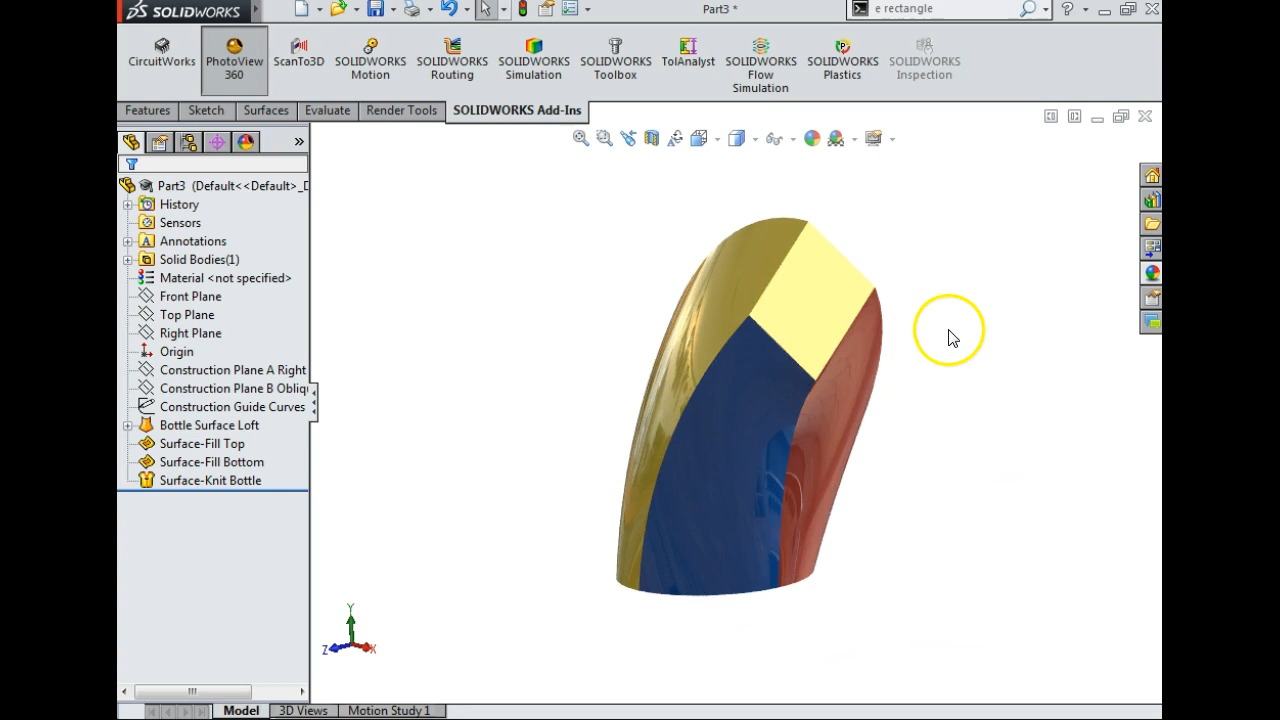 SOLIDWORKS
Part3 *
e rectangle
CircuitWorks
PhotoView
360
ScanTo3D
SOLIDWORKS
Motion
SOLIDWORKS
Routing
SOLIDWORKS
Simulation
SOLIDWORKS
Toolbox
TolAnalyst
SOLIDWORKS
Flow
Simulation
SOLIDWORKS
Plastics
SOLIDWORKS
Inspection
Features
Sketch
Surfaces
Evaluate
Render Tools
SOLIDWORKS Add-Ins
Part3 (Default<<Default>_D
History
Sensors
Annotations
Solid Bodies(1)
Material <not specified>
Front Plane
Top Plane
Right Plane
Origin
Construction Plane A Right
Construction Plane B Obliq
Construction Guide Curves
Bottle Surface Loft
Surface-Fill Top
Surface-Fill Bottom
Surface-Knit Bottle
Y
Z
X
Model
3D Views
Motion Study 1